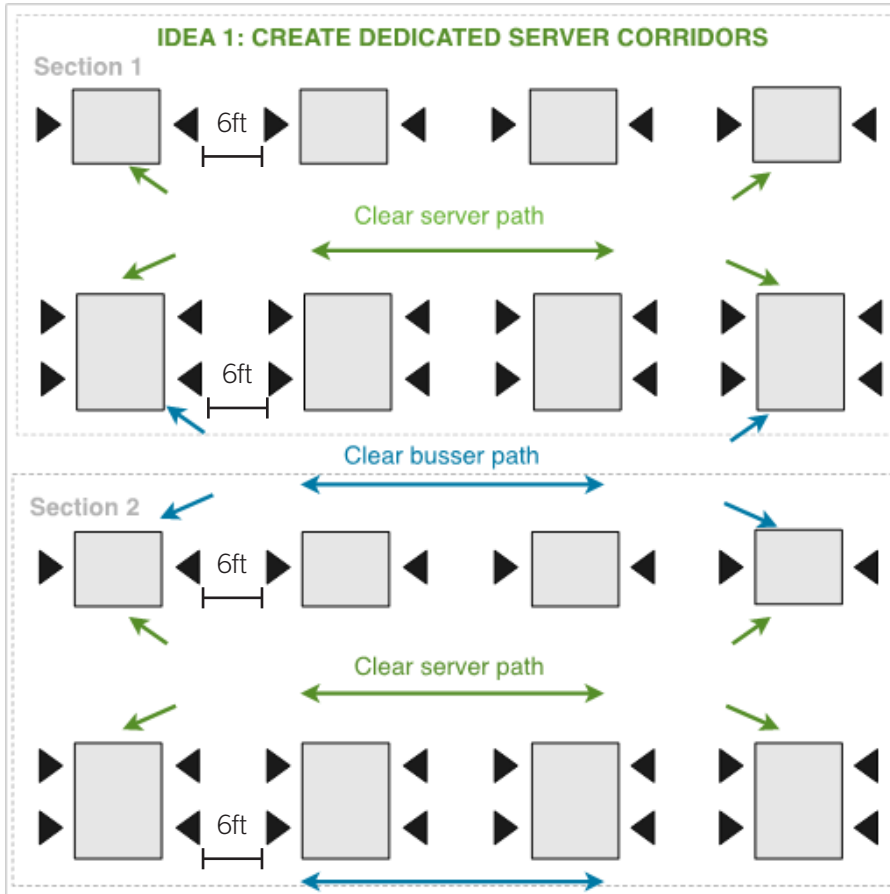 IDEA 1: CREATE DEDICATED SERVER CORRIDORS
Section 1
6ft
Clear server path
6ft
Clear busser path
Section 2
6ft
Clear server path
6ft